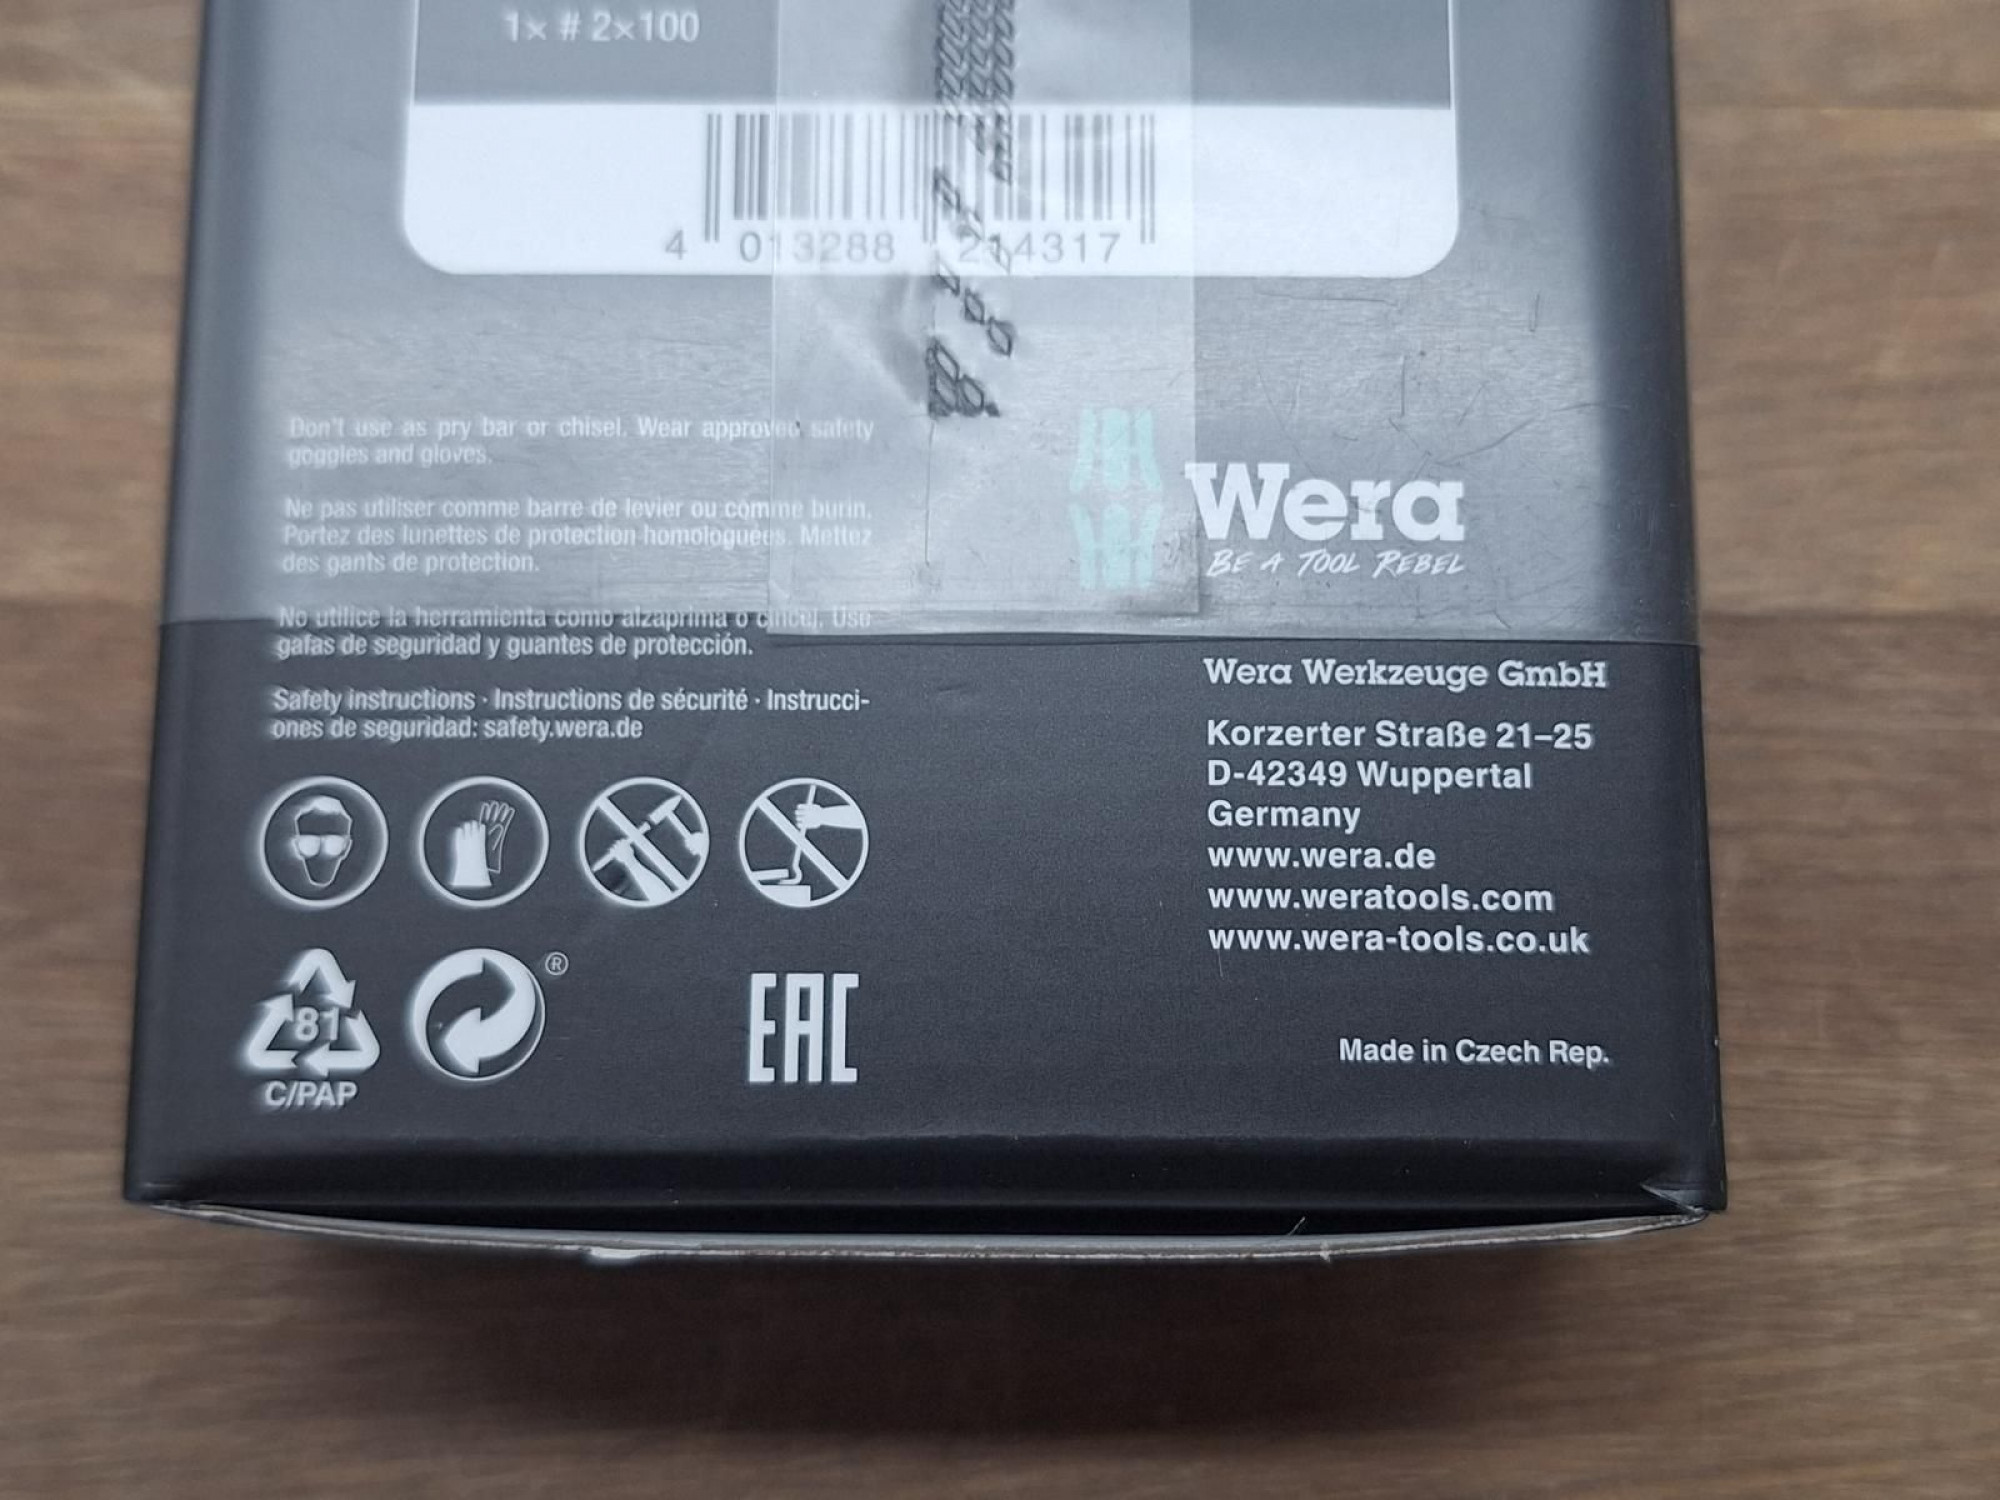 1× # 2×100
4 013288 214317
Don't use as pry bar or chisel. Wear approved safety
goggles and gloves.
Ne pas utiliser comme barre de levier ou comme burin.
Portez des lunettes de protection homologuées. Mettez
des gants de protection.
No utilice la herramienta como alzaprima o cincel. Use
gafas de seguridad y guantes de protección.
Safety instructions · Instructions de sécurité · Instrucci-
ones de seguridad: safety.wera.de
81
C/PAP
®
EAC
Wera
BE A TOOL REBEL
Wera Werkzeuge GmbH
Korzerter Straße 21–25
D-42349 Wuppertal
Germany
www.wera.de
www.weratools.com
www.wera-tools.co.uk
Made in Czech Rep.